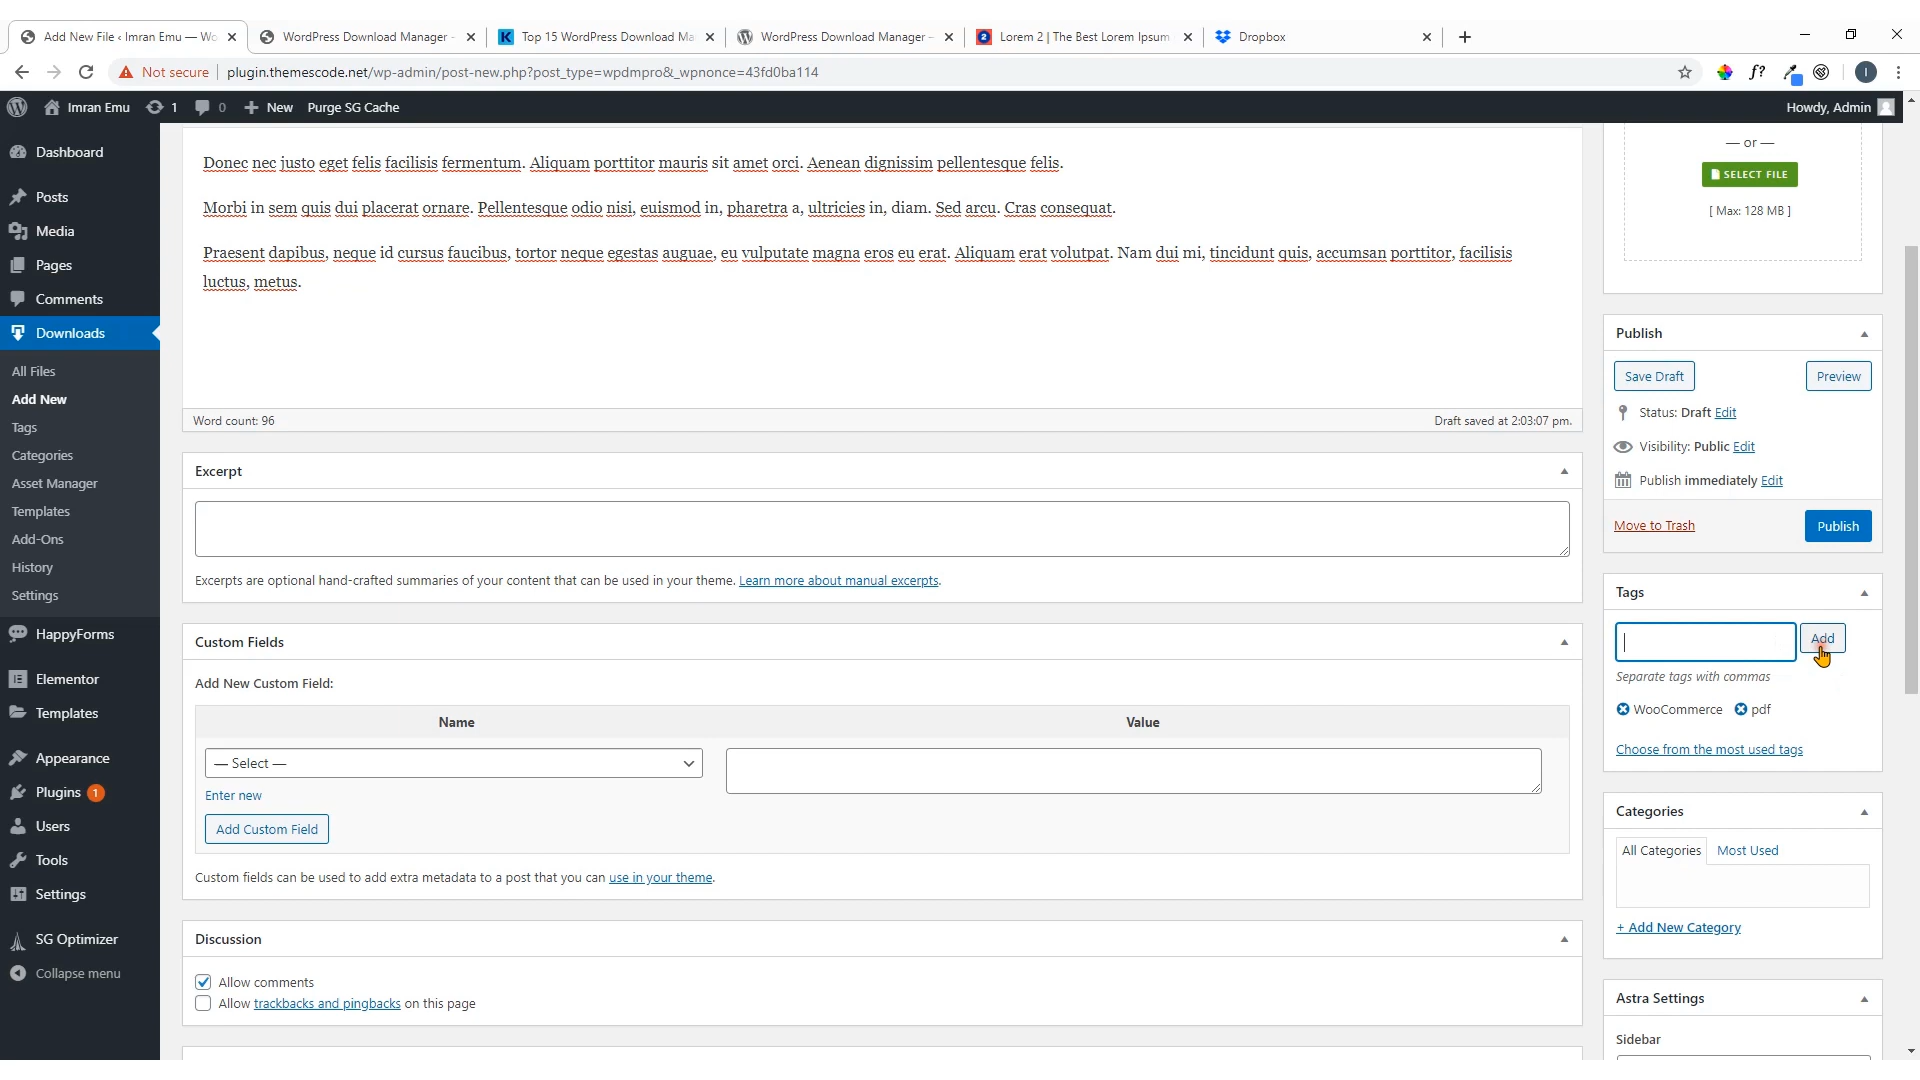 Add New File ‹ Imran Emu — Wo
WordPress Download Manager -
Top 15 WordPress Download Ma
WordPress Download Manager –
Lorem 2 | The Best Lorem Ipsum
Dropbox
Not secure
plugin.themescode.net/wp-admin/post-new.php?post_type=wpdmpro&_wpnonce=43fd0ba114
Imran Emu
1
0
New
Purge SG Cache
Howdy, Admin
Dashboard
Posts
Media
Pages
Comments
Downloads
All Files
Add New
Tags
Categories
Asset Manager
Templates
Add-Ons
History
Settings
HappyForms
Elementor
Templates
Appearance
Plugins 1
Users
Tools
Settings
SG Optimizer
Collapse menu
Donec nec justo eget felis facilisis fermentum. Aliquam porttitor mauris sit amet orci. Aenean dignissim pellentesque felis.
Morbi in sem quis dui placerat ornare. Pellentesque odio nisi, euismod in, pharetra a, ultricies in, diam. Sed arcu. Cras consequat.
Praesent dapibus, neque id cursus faucibus, tortor neque egestas auguae, eu vulputate magna eros eu erat. Aliquam erat volutpat. Nam dui mi, tincidunt quis, accumsan porttitor, facilisis
luctus, metus.
Word count: 96
Draft saved at 2:03:07 pm.
Excerpt
Excerpts are optional hand-crafted summaries of your content that can be used in your theme. Learn more about manual excerpts.
Custom Fields
Add New Custom Field:
Name
Value
— Select —
Enter new
Add Custom Field
Custom fields can be used to add extra metadata to a post that you can use in your theme.
Discussion
Allow comments
Allow trackbacks and pingbacks on this page
— or —
SELECT FILE
[ Max: 128 MB ]
Publish
Save Draft
Preview
Status: Draft Edit
Visibility: Public Edit
Publish immediately Edit
Move to Trash
Publish
Tags
Add
Separate tags with commas
WooCommerce
pdf
Choose from the most used tags
Categories
All Categories
Most Used
+ Add New Category
Astra Settings
Sidebar